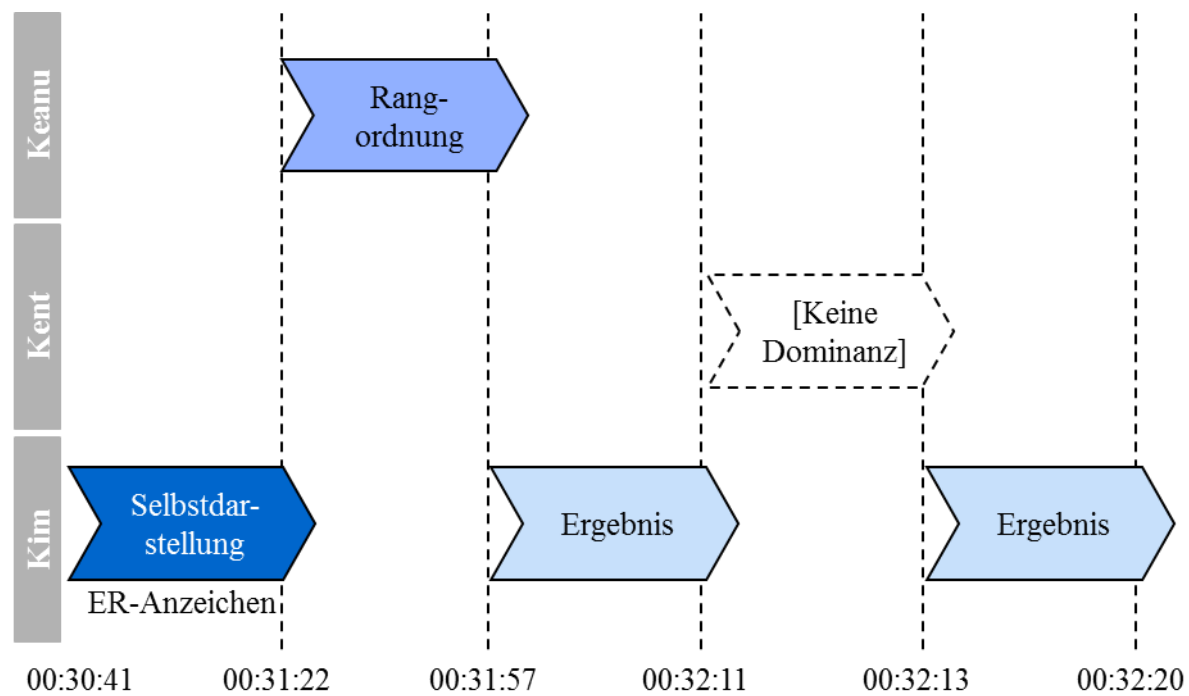 Keanu
Rang-
ordnung
Kent
[Keine
Dominanz]
Kim
Selbstdar-
stellung
Ergebnis
Ergebnis
ER-Anzeichen
00:30:41 00:31:22 00:31:57 00:32:11 00:32:13 00:32:20